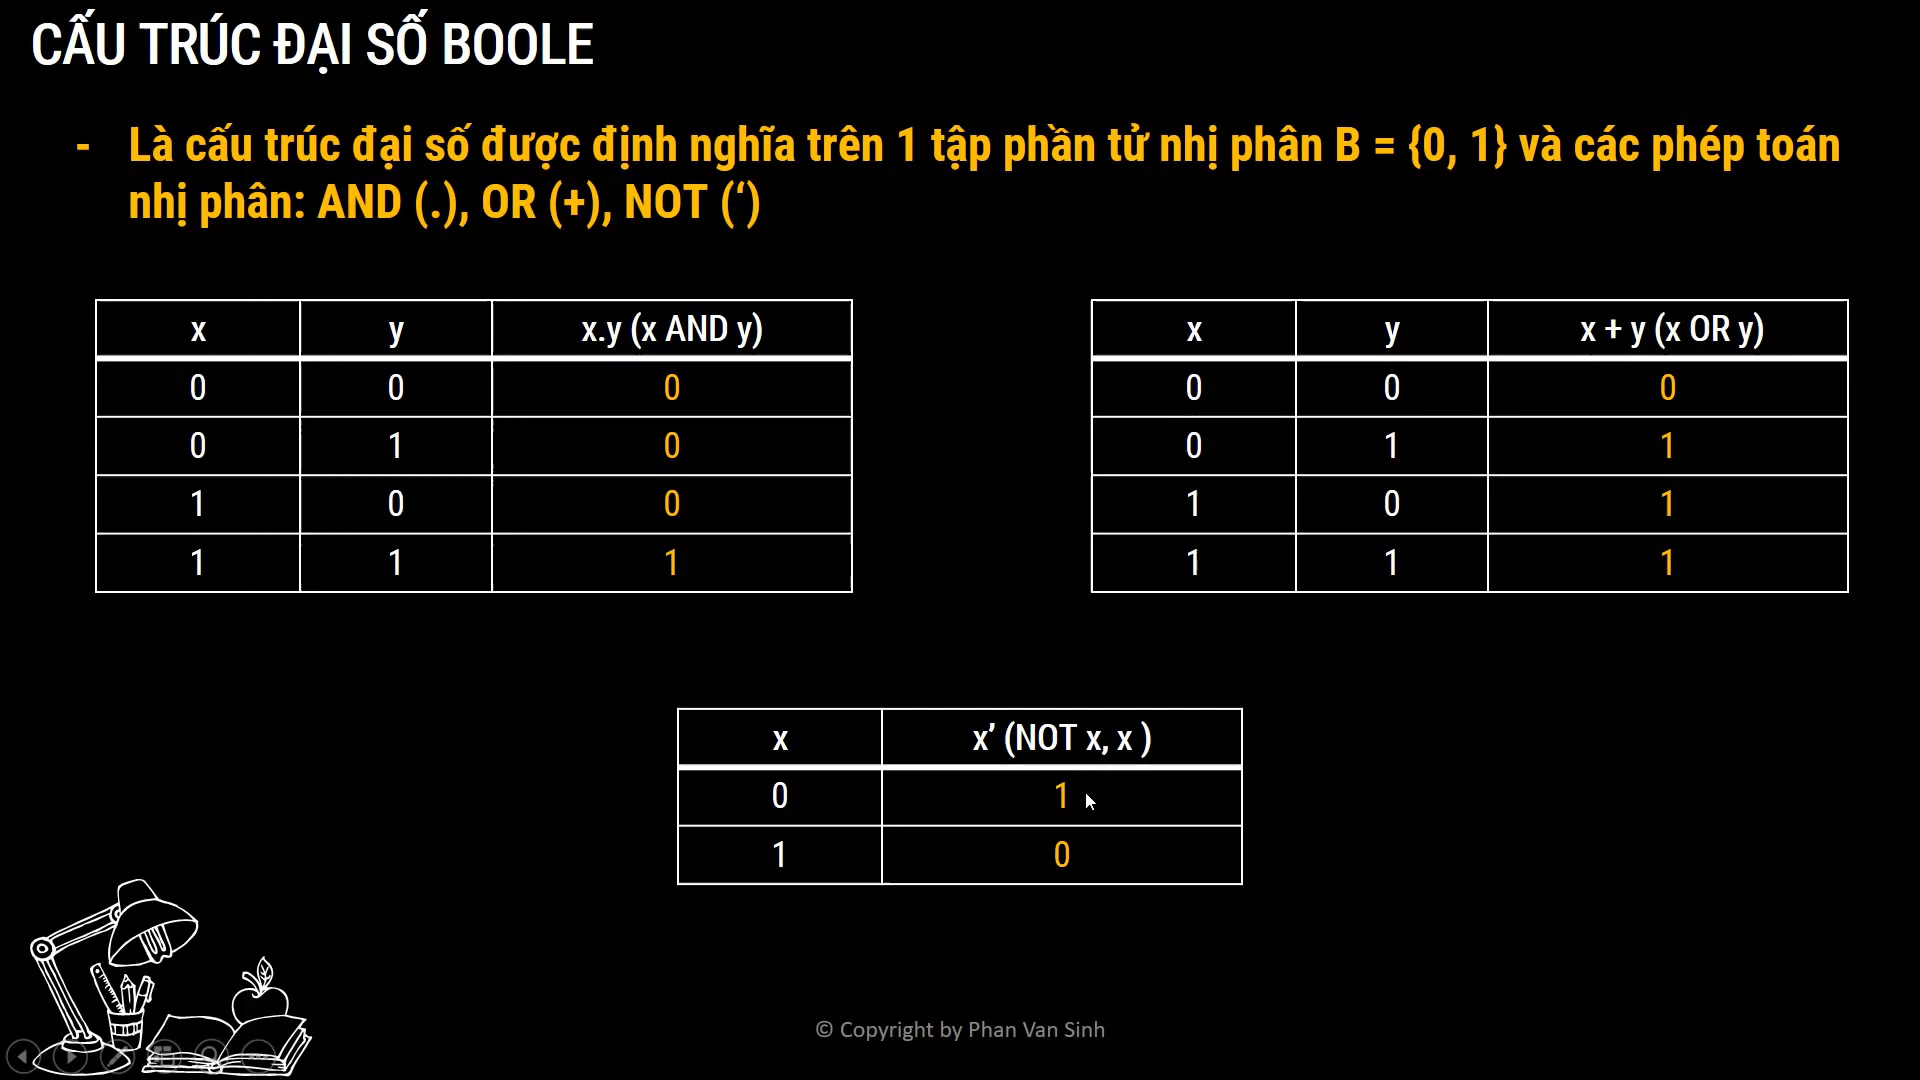 CẤU TRÚC ĐẠI SỐ BOOLE
- Là cấu trúc đại số được định nghĩa trên 1 tập phần tử nhị phân B = {0, 1} và các phép toán
nhị phân: AND (.), OR (+), NOT (‘)
x y x.y (x AND y)
0 0 0
0 1 0
1 0 0
1 1 1
x y x + y (x OR y)
0 0 0
0 1 1
1 0 1
1 1 1
x x’ (NOT x, x )
0 1
1 0
© Copyright by Phan Van Sinh